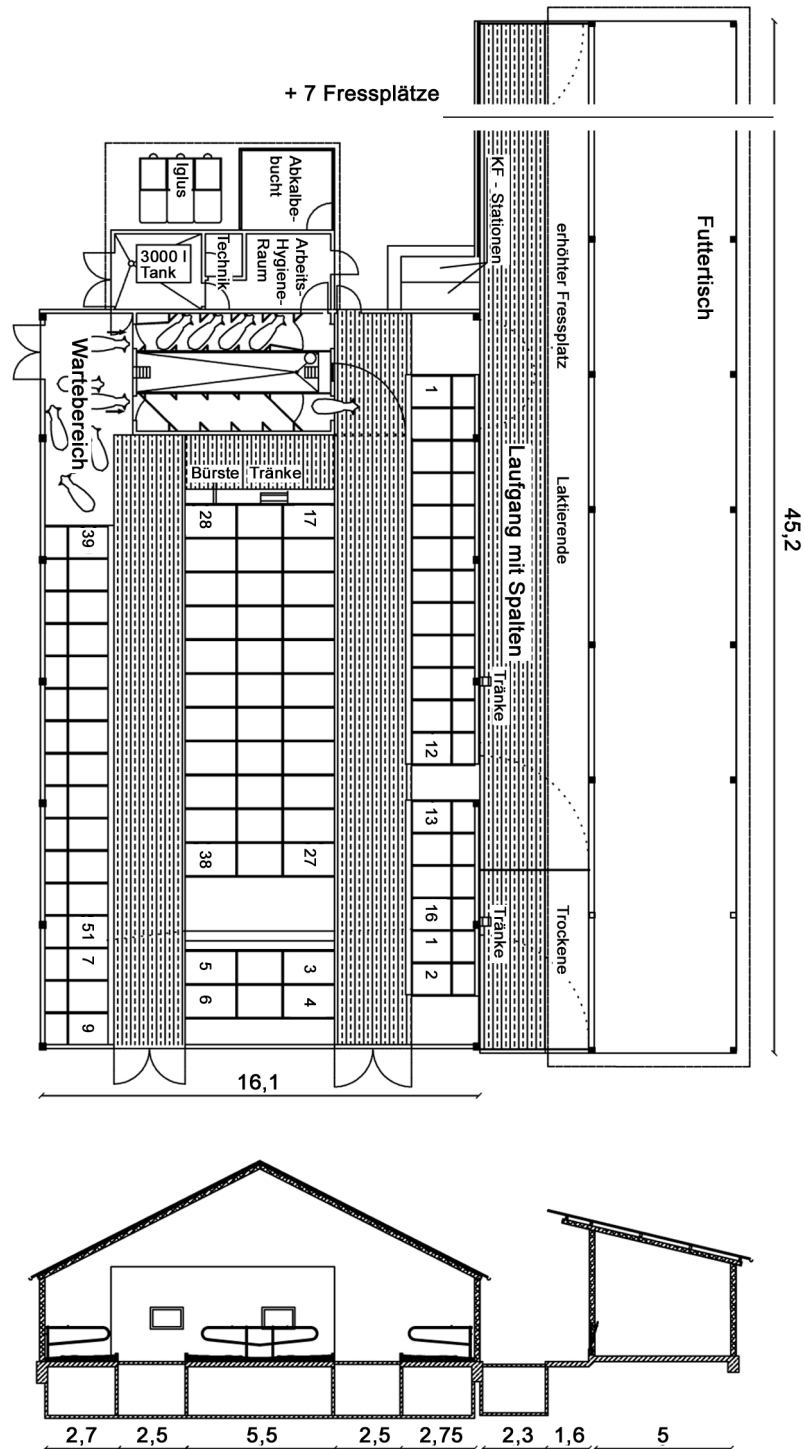 + 7 Fressplätze
Iglus
Abkalbe-
bucht
3000 l
Tank
Technik
Arbeits-
Hygiene-
Raum
KF - Stationen
erhöhter Fressplatz
Futtertisch
Wartebereich
1
Laufgang mit Spalten
Laktierende
45,2
Bürste
Tränke
28
17
39
Tränke
12
13
38
27
16
Tränke
Trockene
51
1
7
5
3
2
6
4
9
16,1
2,7
2,5
5,5
2,5
2,75
2,3
1,6
5